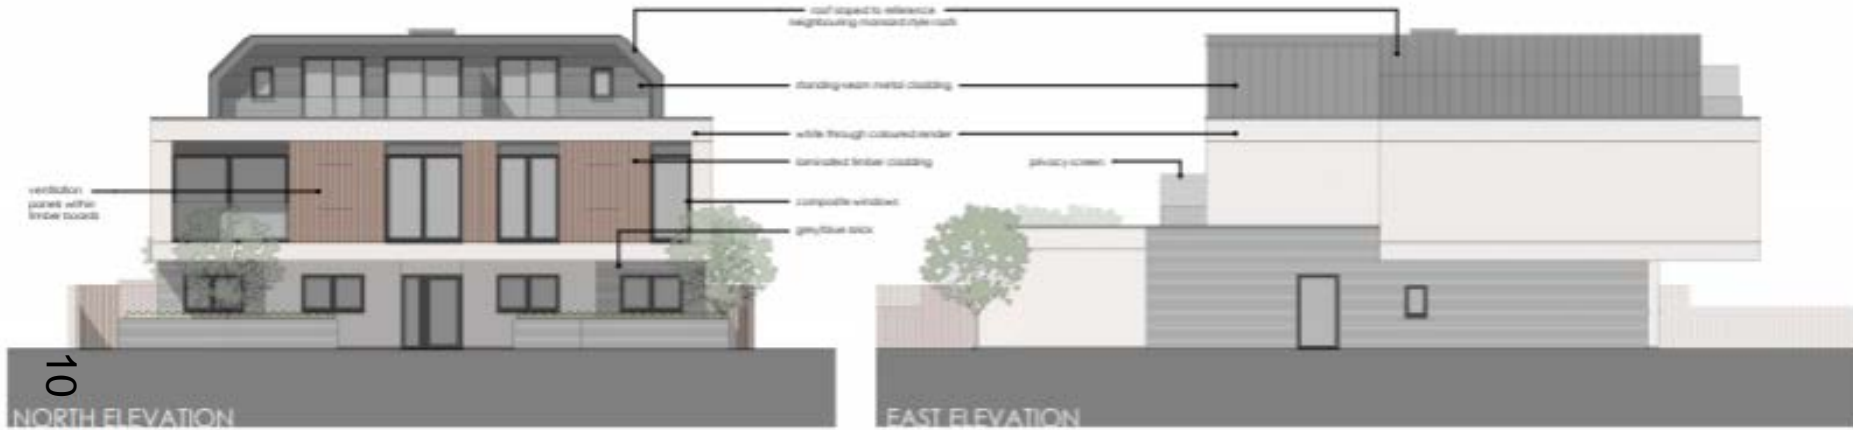 roof sloped to reference
neighbouring mansard style roofs
standing seam metal cladding
white through coloured render
laminated timber cladding
privacy screen
ventilation
panels within
timber boards
composite windows
grey/blue brick
10
NORTH ELEVATION
EAST ELEVATION